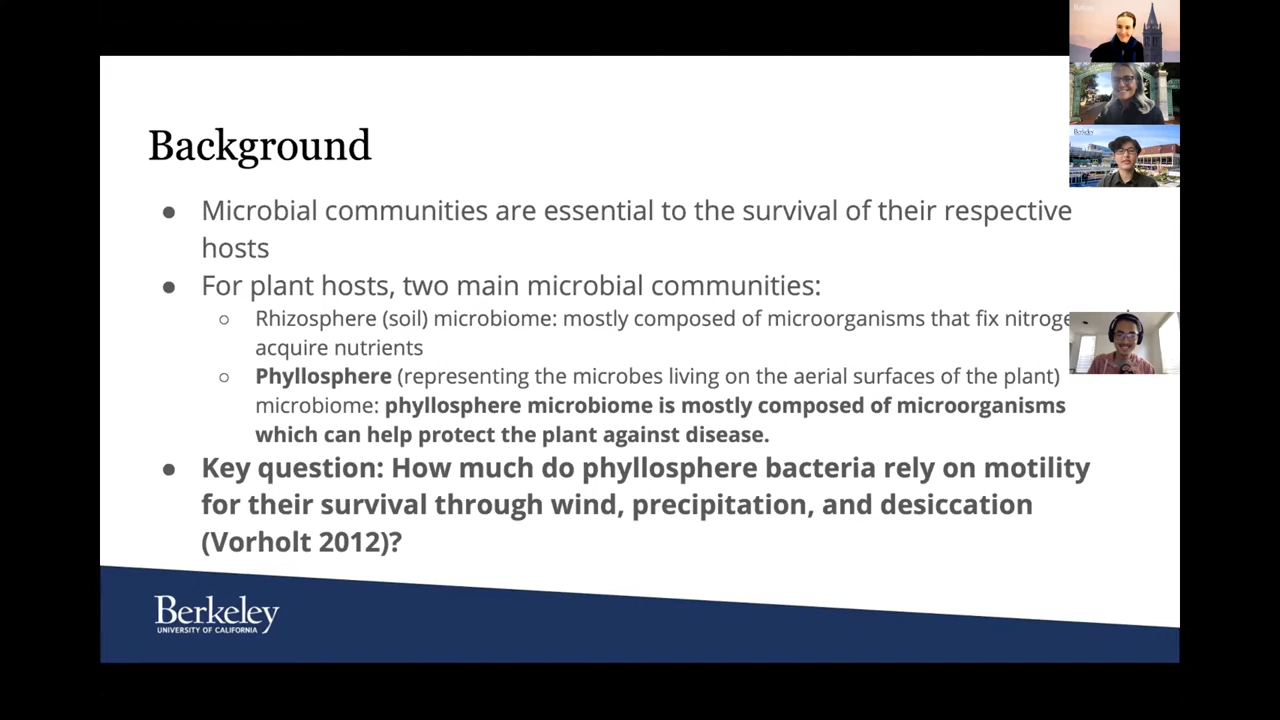 Background
● Microbial communities are essential to the survival of their respective
hosts
● For plant hosts, two main microbial communities:
○ Rhizosphere (soil) microbiome: mostly composed of microorganisms that fix
acquire nutrients
○ Phyllosphere (representing the microbes living on the aerial surfaces of the plant)
microbiome: phyllosphere microbiome is mostly composed of microorganisms
which can help protect the plant against disease.
● Key question: How much do phyllosphere bacteria rely on motility
for their survival through wind, precipitation, and desiccation
(Vorholt 2012)?
Berkeley
UNIVERSITY OF CALIFORNIA
Berkeley